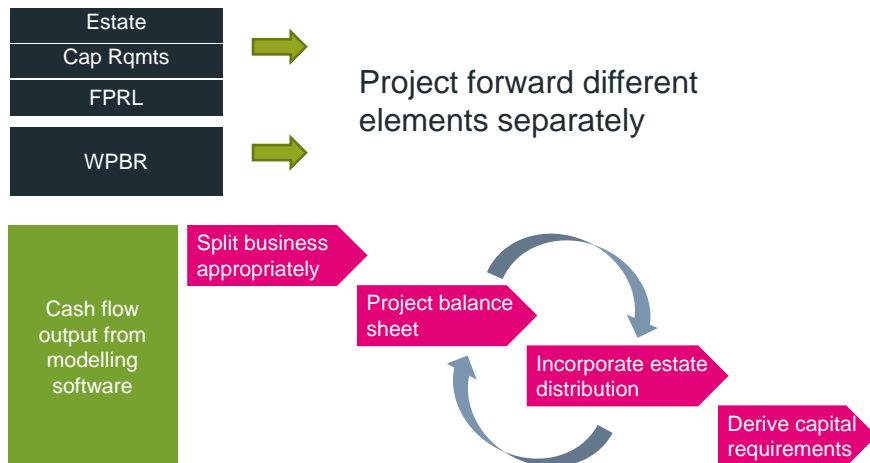 Estate
Cap Rqmts
FPRL
WPBR
Project forward different
elements separately
Cash flow
output from
modelling
software
Split business
appropriately
Project balance
sheet
Incorporate estate
distribution
Derive capital
requirements